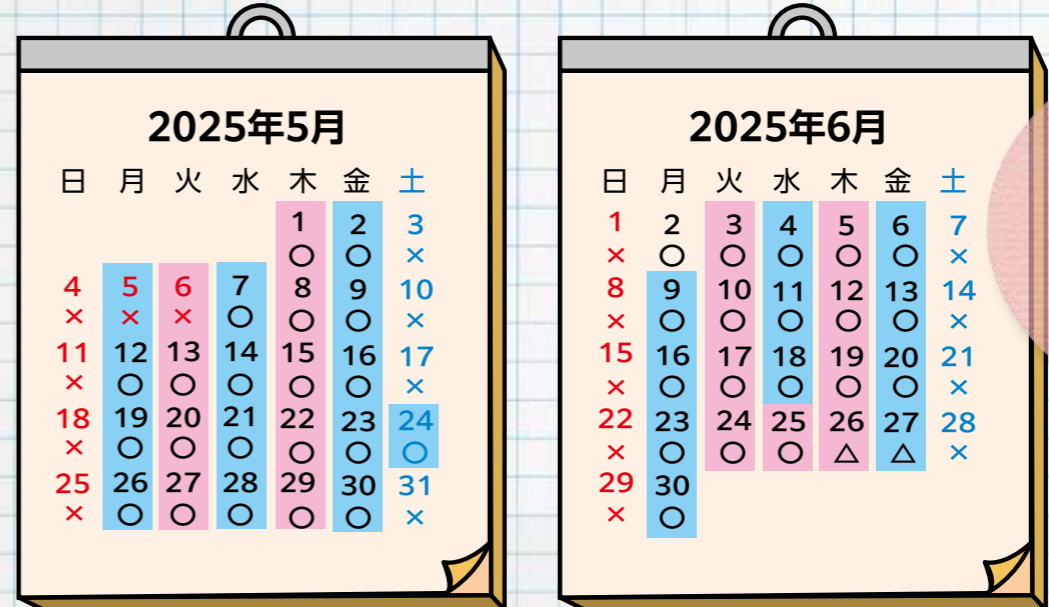 2025年5月
日 月 火 水 木 金 土
1 2 3
○ ○ ×
4 5 6 7 8 9 10
× × × ○ ○ ○ ×
11 12 13 14 15 16 17
× ○ ○ ○ ○ ○ ×
18 19 20 21 22 23 24
× ○ ○ ○ ○ ○ ○
25 26 27 28 29 30 31
× ○ ○ ○ ○ ○ ×
2025年6月
日 月 火 水 木 金 土
1 2 3 4 5 6 7
× ○ ○ ○ ○ ○ ×
8 9 10 11 12 13 14
× ○ ○ ○ ○ ○ ×
15 16 17 18 19 20 21
× ○ ○ ○ ○ ○ ×
22 23 24 25 26 27 28
× ○ ○ ○ △ △ ×
29 30
× ○